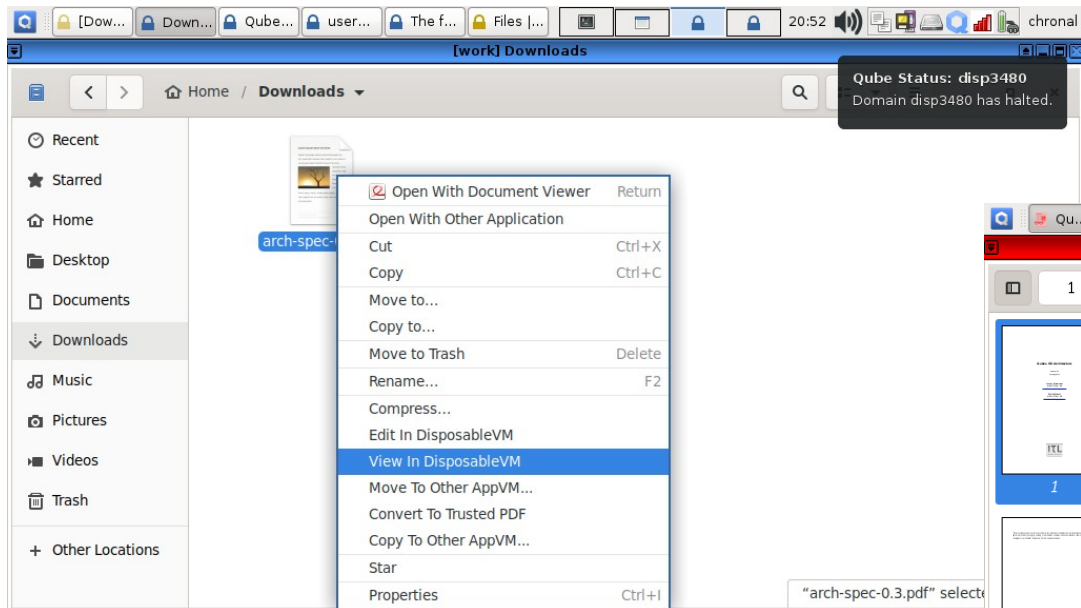 [Dow...
Down...
Qube...
user...
The f...
Files |...
20:52
chronal
[work] Downloads
Home / Downloads
Qube Status: disp3480
Domain disp3480 has halted.
Recent
Starred
Home
Desktop
Documents
Downloads
Music
Pictures
Videos
Trash
+ Other Locations
arch-spec-
Open With Document Viewer Return
Open With Other Application
Cut Ctrl+X
Copy Ctrl+C
Move to...
Copy to...
Move to Trash Delete
Rename... F2
Compress...
Edit In DisposableVM
View In DisposableVM
Move To Other AppVM...
Convert To Trusted PDF
Copy To Other AppVM...
Star
Properties Ctrl+I
"arch-spec-0.3.pdf" selecte
Qu..
1
ITL
1